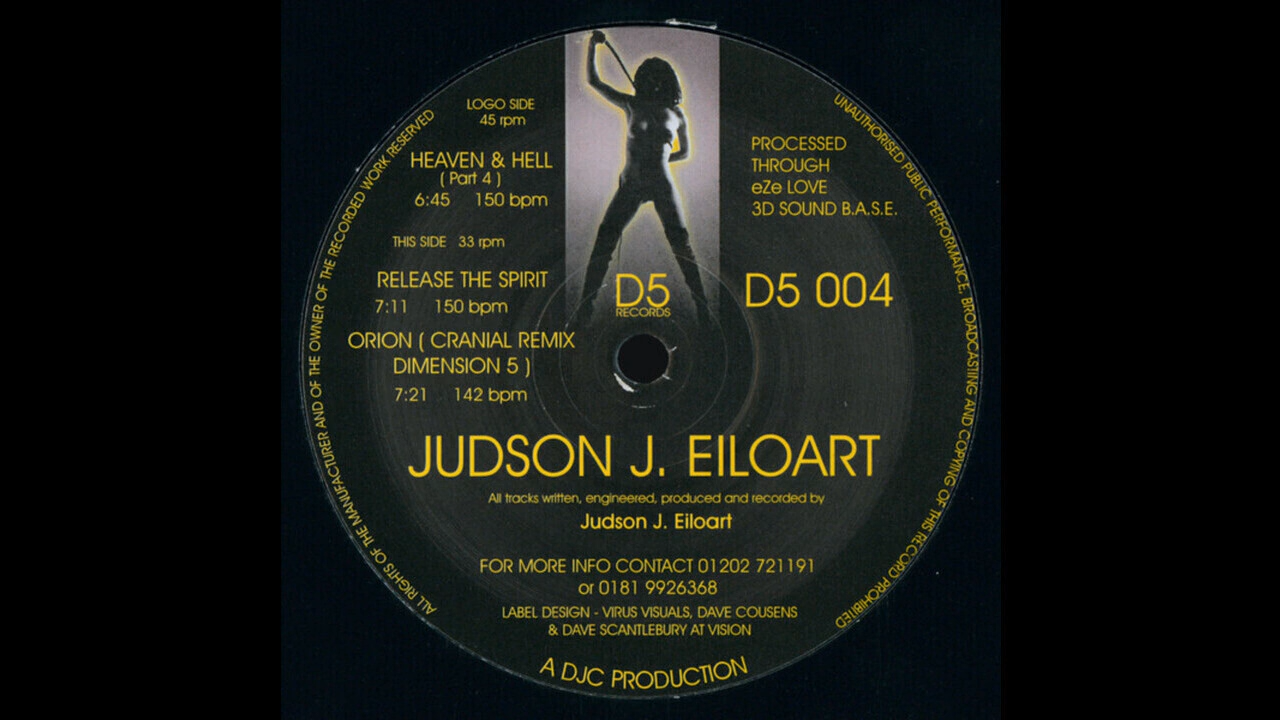 LOGO SIDE
45 rpm
HEAVEN & HELL
( Part 4 )
6:45 150 bpm
THIS SIDE 33 rpm
RELEASE THE SPIRIT
7:11 150 bpm
ORION ( CRANIAL REMIX
DIMENSION 5 )
7:21 142 bpm
PROCESSED
THROUGH
eZe LOVE
3D SOUND B.A.S.E.
D5
RECORDS
D5 004
JUDSON J. EILOART
All tracks written, engineered, produced and recorded by
Judson J. Eiloart
FOR MORE INFO CONTACT 01202 721191
or 0181 9926368
LABEL DESIGN - VIRUS VISUALS, DAVE COUSENS
& DAVE SCANTLEBURY AT VISION
A DJC PRODUCTION
ALL RIGHTS OF THE MANUFACTURER AND OF THE OWNER OF THE RECORDED WORK RESERVED
UNAUTHORISED PUBLIC PERFORMANCE, BROADCASTING AND COPYING OF THIS RECORD PROHIBITED